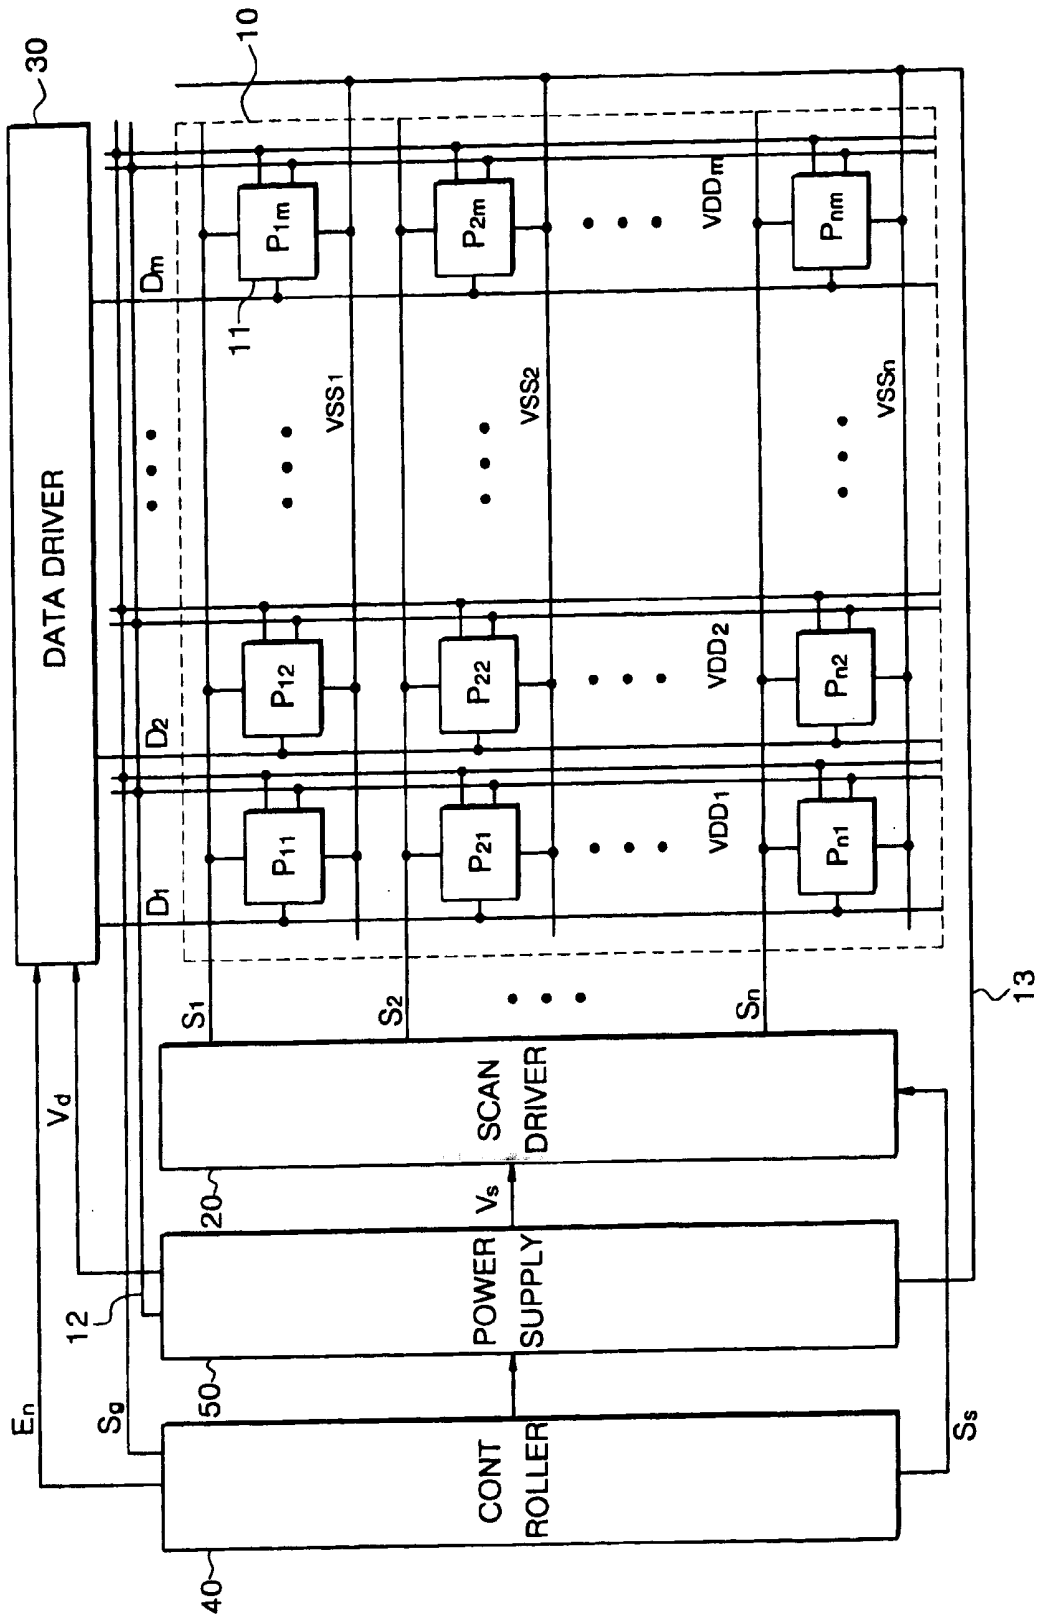 30
DATA DRIVER
10
En
Vd
Sg
12
D1
D2
Dm
40
CONT
ROLLER
50
POWER
SUPPLY
Vs
20
SCAN
DRIVER
S1
P11
P12
11
P1m
VSS1
S2
P21
P22
P2m
VSS2
VDD1
VDD2
VDDm
Sn
Pn1
Pn2
Pnm
VSSn
Ss
13